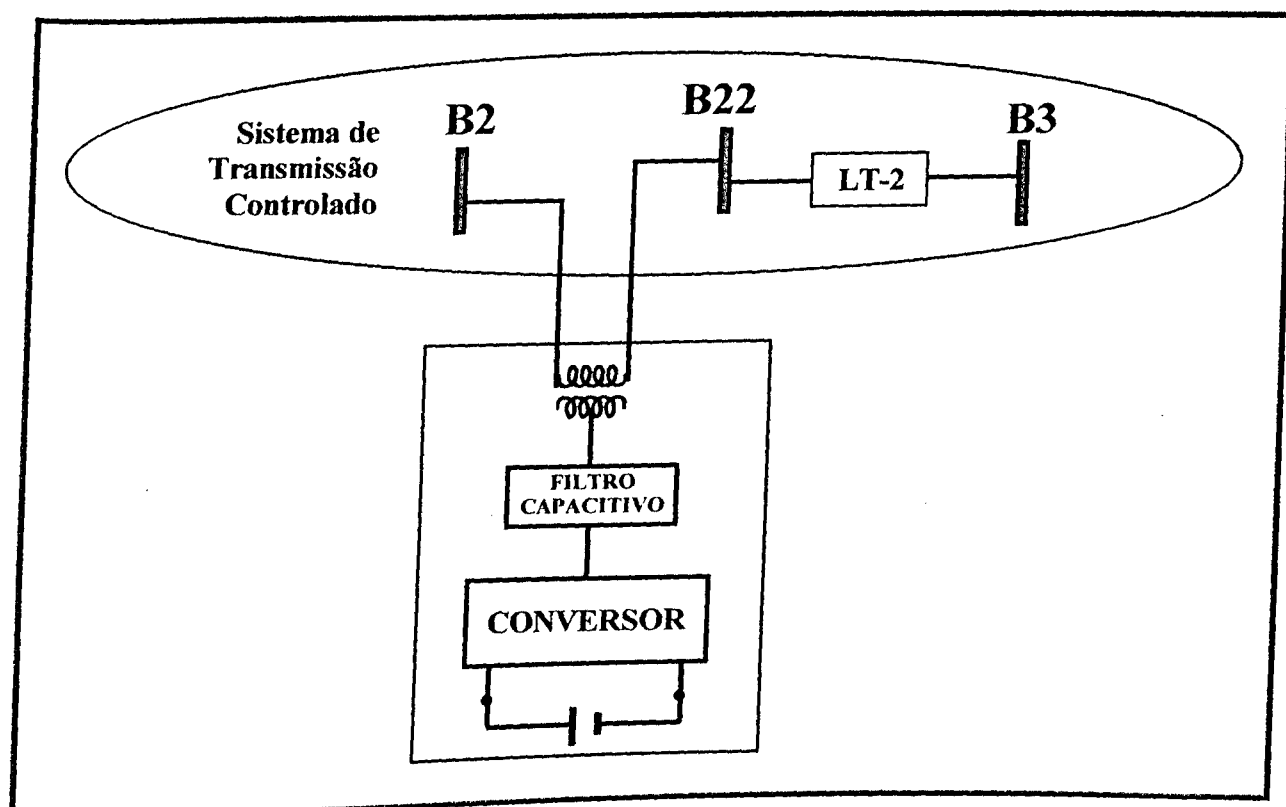 B2
B22
B3
Sistema de
Transmissão
Controlado
LT-2
FILTRO
CAPACITIVO
CONVERSOR